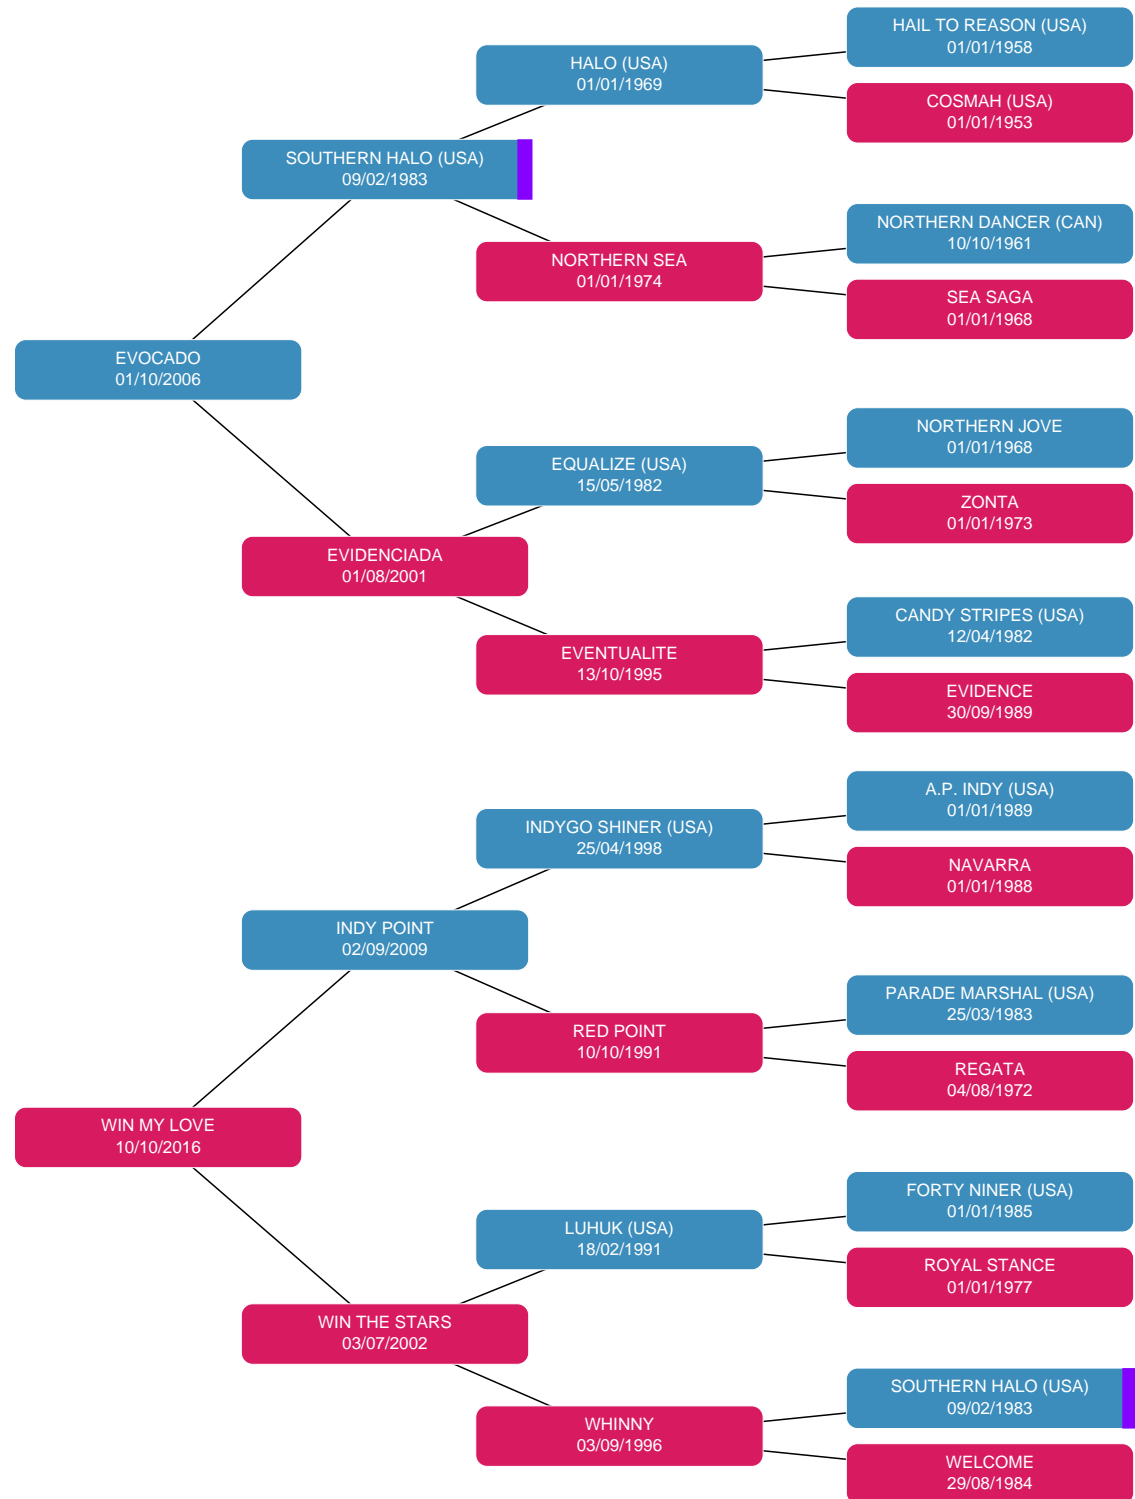 HAIL TO REASON (USA)
01/01/1958
HALO (USA)
01/01/1969
COSMAH (USA)
01/01/1953
SOUTHERN HALO (USA)
09/02/1983
NORTHERN DANCER (CAN)
10/10/1961
NORTHERN SEA
01/01/1974
SEA SAGA
01/01/1968
EVOCADO
01/10/2006
NORTHERN JOVE
01/01/1968
EQUALIZE (USA)
15/05/1982
ZONTA
01/01/1973
EVIDENCIADA
01/08/2001
CANDY STRIPES (USA)
12/04/1982
EVENTUALITE
13/10/1995
EVIDENCE
30/09/1989
A.P. INDY (USA)
01/01/1989
INDYGO SHINER (USA)
25/04/1998
NAVARRA
01/01/1988
INDY POINT
02/09/2009
PARADE MARSHAL (USA)
25/03/1983
RED POINT
10/10/1991
REGATA
04/08/1972
WIN MY LOVE
10/10/2016
FORTY NINER (USA)
01/01/1985
LUHUK (USA)
18/02/1991
ROYAL STANCE
01/01/1977
WIN THE STARS
03/07/2002
SOUTHERN HALO (USA)
09/02/1983
WHINNY
03/09/1996
WELCOME
29/08/1984